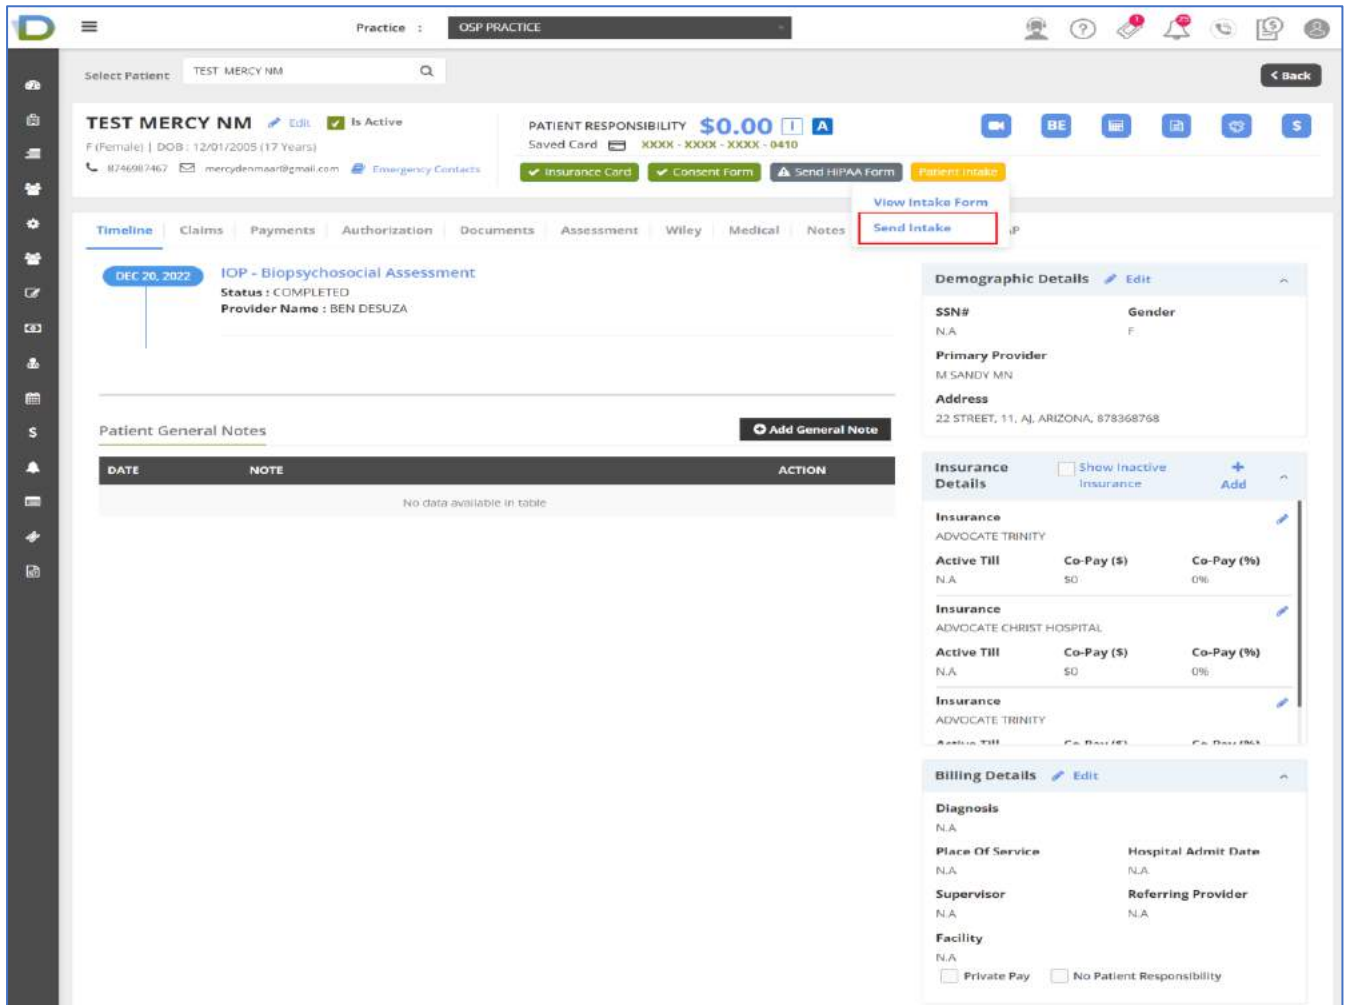 Practice :
OSP PRACTICE
Select Patient
TEST MERCY NM
Back
TEST MERCY NM Edit Is Active
F (Female) | DOB : 12/01/2005 (17 Years)
8746987467 mercydenmaar@gmail.com Emergency Contacts
PATIENT RESPONSIBILITY $0.00 I A
Saved Card XXXX - XXXX - XXXX - 0410
Insurance Card Consent Form Send HIPAA Form Patient Intake
BE
$
View Intake Form
Send Intake
Timeline Claims Payments Authorization Documents Assessment Wiley Medical Notes
DEC 20, 2022
IOP - Biopsychosocial Assessment
Status : COMPLETED
Provider Name : BEN DESUZA
Patient General Notes
Add General Note
DATE NOTE ACTION
No data available in table
Demographic Details Edit
SSN# Gender
N.A F
Primary Provider
M SANDY MN
Address
22 STREET, 11, AJ, ARIZONA, 878368768
Insurance Details
Show Inactive Insurance
Add
Insurance
ADVOCATE TRINITY
Active Till Co-Pay ($) Co-Pay (%)
N.A $0 0%
Insurance
ADVOCATE CHRIST HOSPITAL
Active Till Co-Pay ($) Co-Pay (%)
N.A $0 0%
Insurance
ADVOCATE TRINITY
Active Till Co-Pay ($) Co-Pay (%)
Billing Details Edit
Diagnosis
N.A
Place Of Service Hospital Admit Date
N.A N.A
Supervisor Referring Provider
N.A N.A
Facility
N.A
Private Pay No Patient Responsibility